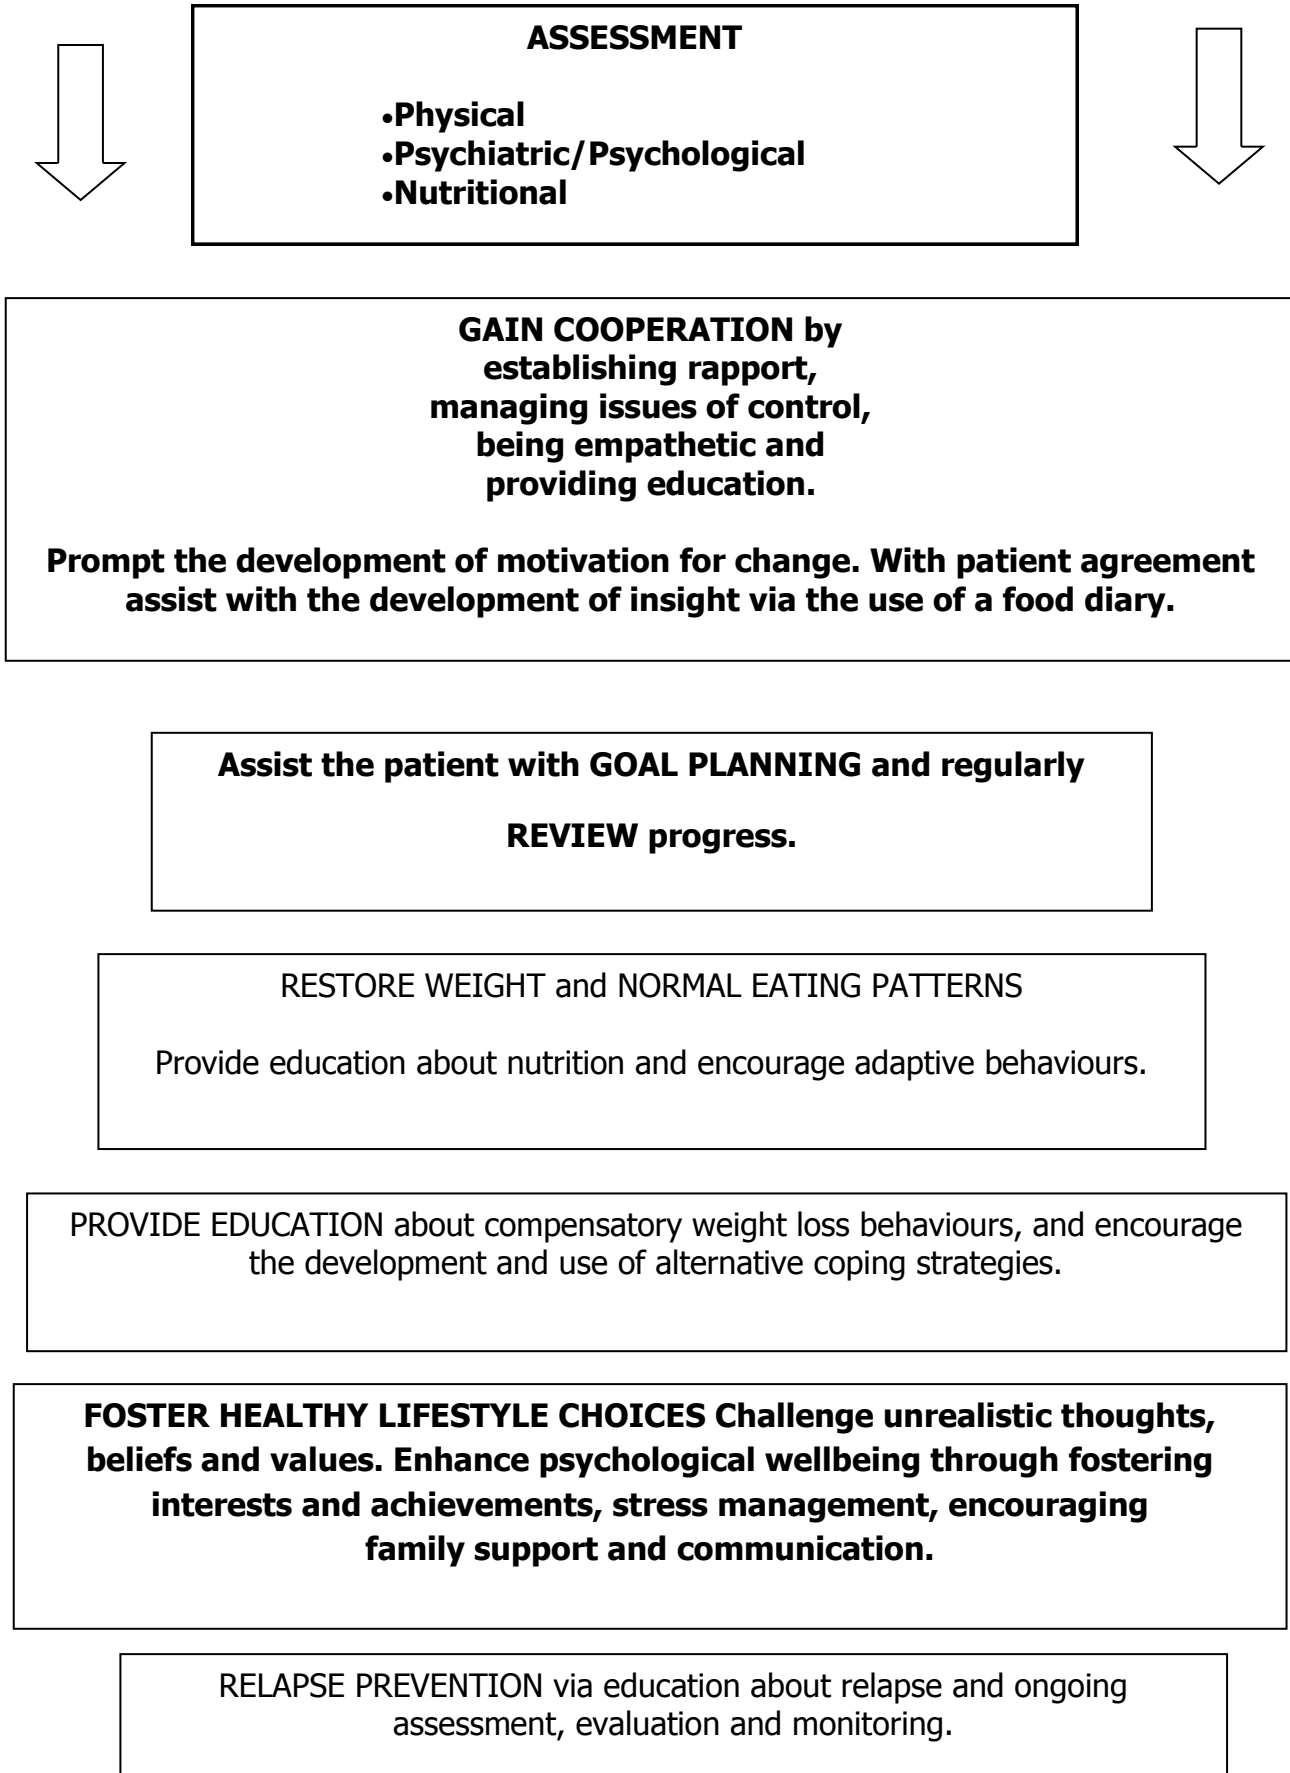 ASSESSMENT
•Physical
•Psychiatric/Psychological
•Nutritional
GAIN COOPERATION by
establishing rapport,
managing issues of control,
being empathetic and
providing education.
Prompt the development of motivation for change. With patient agreement
assist with the development of insight via the use of a food diary.
Assist the patient with GOAL PLANNING and regularly
REVIEW progress.
RESTORE WEIGHT and NORMAL EATING PATTERNS
Provide education about nutrition and encourage adaptive behaviours.
PROVIDE EDUCATION about compensatory weight loss behaviours, and encourage
the development and use of alternative coping strategies.
FOSTER HEALTHY LIFESTYLE CHOICES Challenge unrealistic thoughts,
beliefs and values. Enhance psychological wellbeing through fostering
interests and achievements, stress management, encouraging
family support and communication.
RELAPSE PREVENTION via education about relapse and ongoing
assessment, evaluation and monitoring.